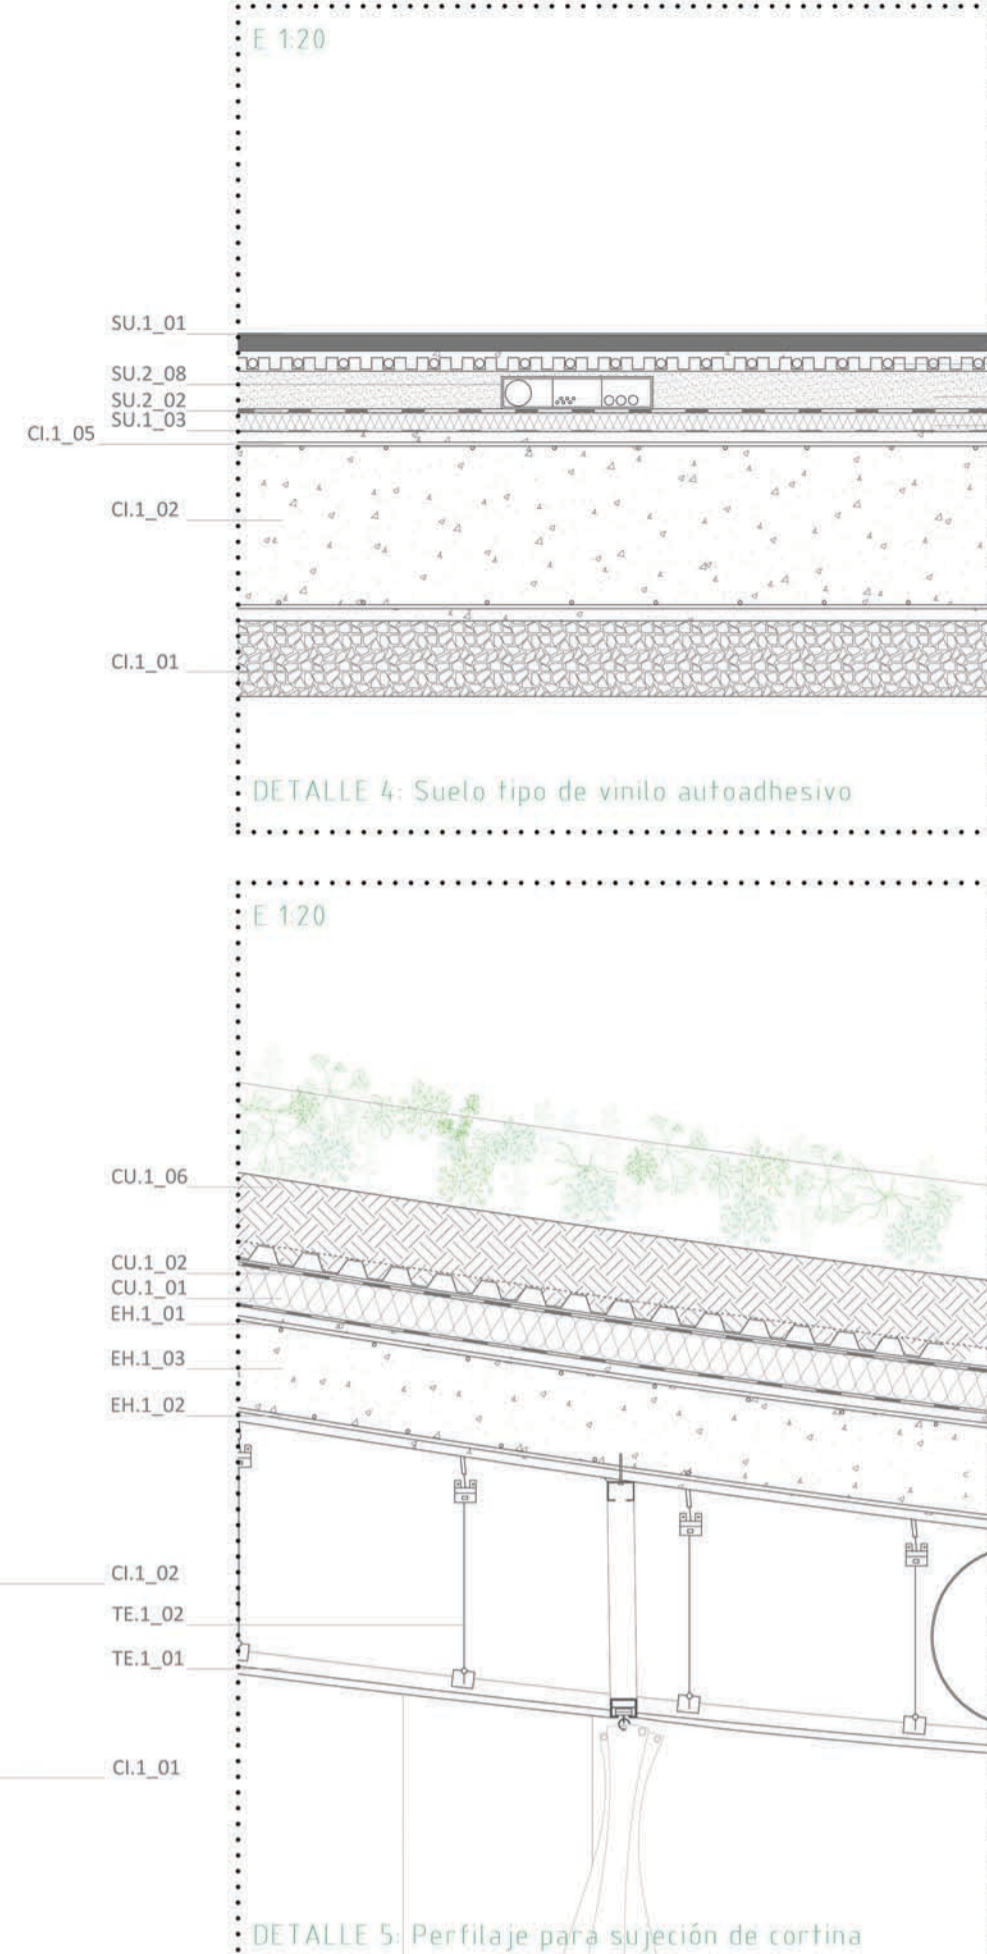 E 1:20
SU.1_01
SU.2_08
SU.2_02
SU.1_03
CI.1_05
CI.1_02
CI.1_01
DETALLE 4: Suelo tipo de vinilo autoadhesivo
E 1:20
CU.1_06
CU.1_02
CU.1_01
EH.1_01
EH.1_03
EH.1_02
CI.1_02
TE.1_02
TE.1_01
CI.1_01
DETALLE 5: Perfilaje para sujeción de cortina